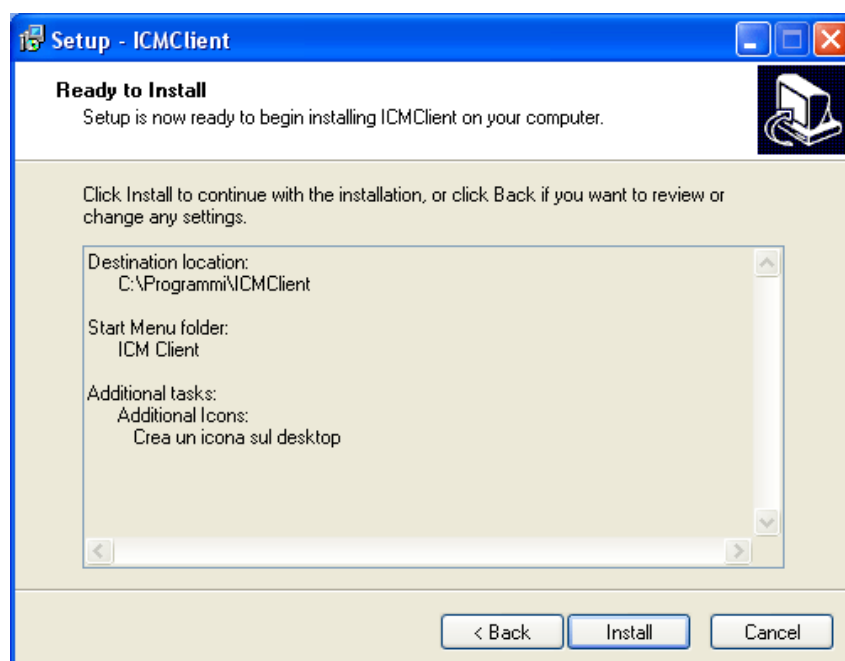 Setup - ICMClient
Ready to Install
Setup is now ready to begin installing ICMClient on your computer.
Click Install to continue with the installation, or click Back if you want to review or
change any settings.
Destination location:
C:\Programmi\ICMClient
Start Menu folder:
ICM Client
Additional tasks:
Additional Icons:
Crea un icona sul desktop
< Back
Install
Cancel